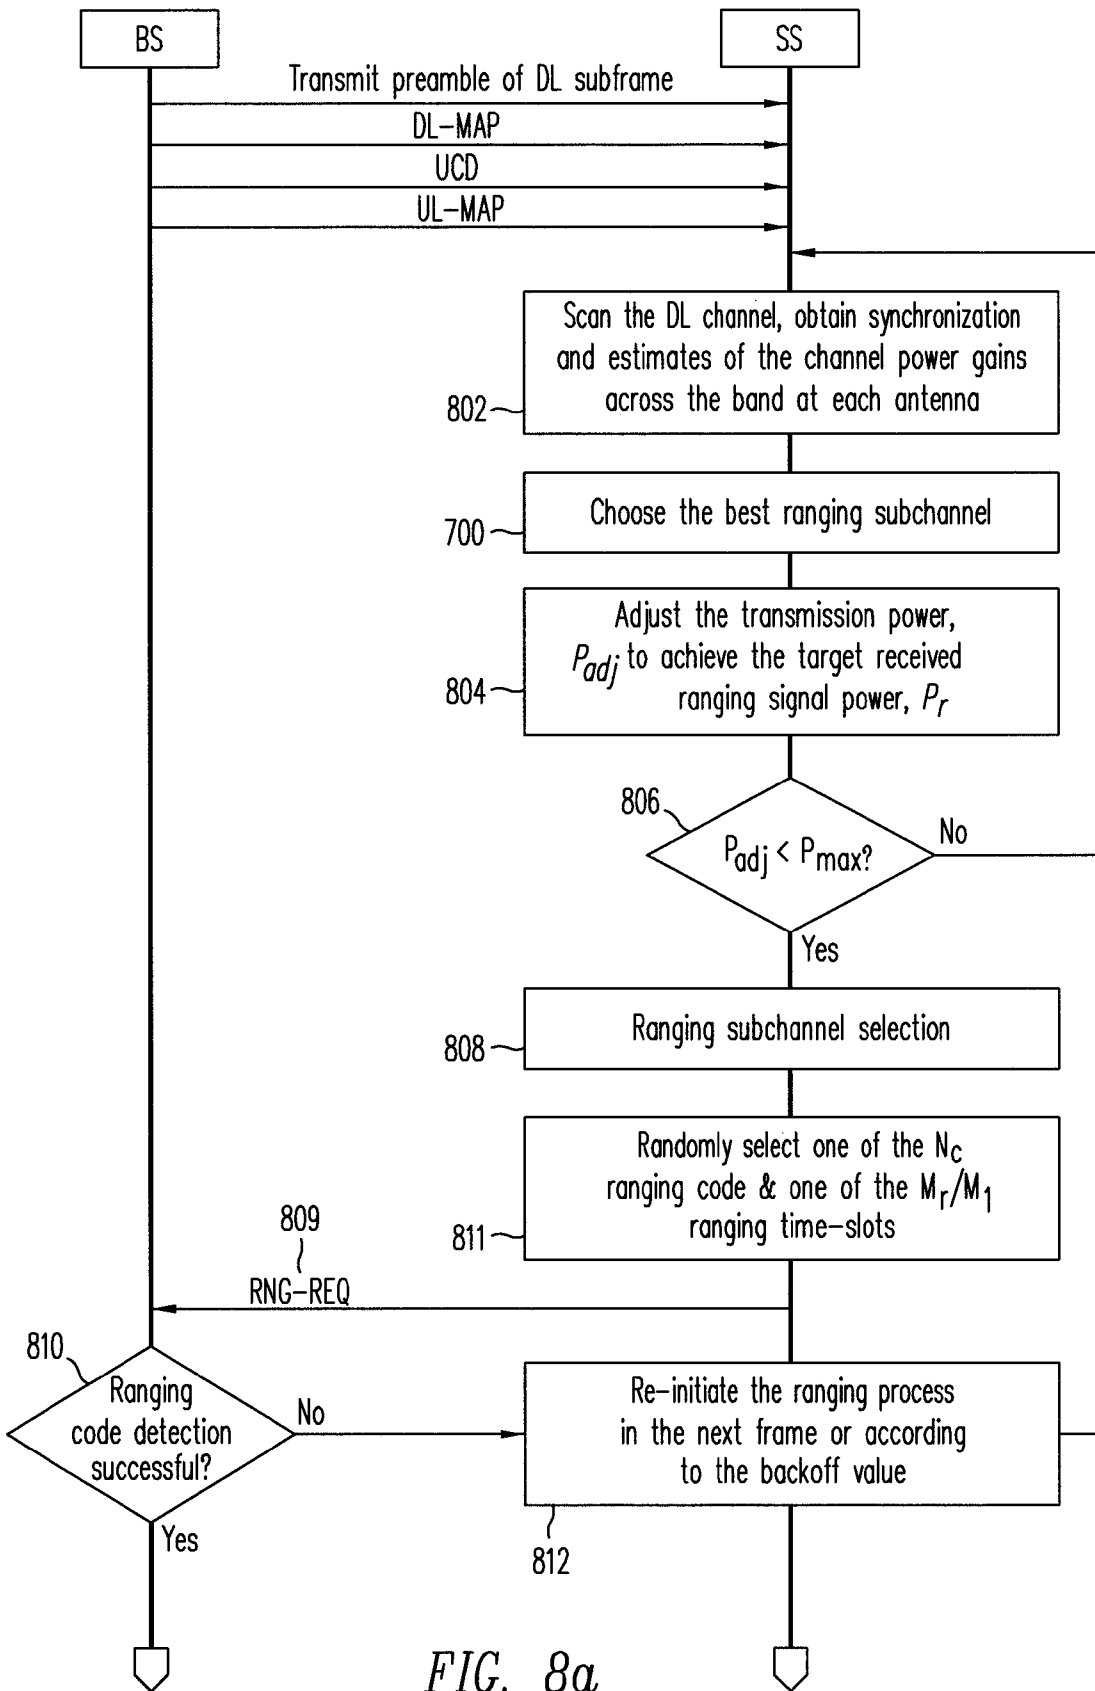 BS
SS
Transmit preamble of DL subframe
DL-MAP
UCD
UL-MAP
Scan the DL channel, obtain synchronization
and estimates of the channel power gains
across the band at each antenna
802
Choose the best ranging subchannel
700
Adjust the transmission power,
Padj to achieve the target received
ranging signal power, Pr
804
806
Padj < Pmax?
No
Yes
Ranging subchannel selection
808
Randomly select one of the Nc
ranging code & one of the Mr/M1
ranging time-slots
811
809
RNG-REQ
810
Ranging
code detection
successful?
No
Yes
Re-initiate the ranging process
in the next frame or according
to the backoff value
812
FIG. 8a